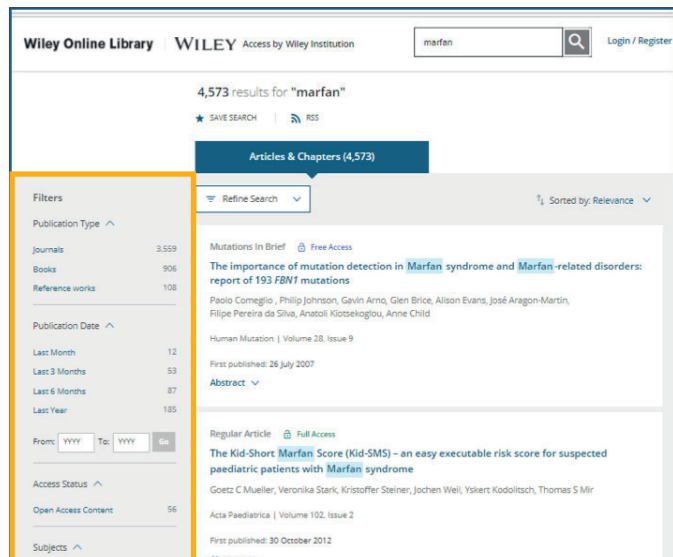 Wiley Online Library | WILEY Access by Wiley Institution
marfan
Login / Register
4,573 results for "marfan"
SAVE SEARCH | RSS
Articles & Chapters (4,573)
Filters
Publication Type
Journals 3,559
Books 906
Reference works 108
Publication Date
Last Month 12
Last 3 Months 53
Last 6 Months 87
Last Year 185
From: YYYY To: YYYY Go
Access Status
Open Access Content 56
Subjects
Refine Search
Sorted by: Relevance
Mutations in Brief Free Access
The importance of mutation detection in Marfan syndrome and Marfan-related disorders:
report of 193 FBN1 mutations
Paolo Comeglio , Philip Johnson, Gavin Arno, Glen Brice, Alison Evans, José Aragon-Martin,
Filipe Pereira da Silva, Anatoli Kiotsekoglou, Anne Child
Human Mutation | Volume 28, Issue 9
First published: 26 July 2007
Abstract
Regular Article Full Access
The Kid-Short Marfan Score (Kid-SMS) – an easy executable risk score for suspected
paediatric patients with Marfan syndrome
Goetz C Mueller, Veronika Stark, Kristoffer Steiner, Jochen Weil, Yskert Kodolitsch, Thomas S Mir
Acta Paediatrica | Volume 102, Issue 2
First published: 30 October 2012